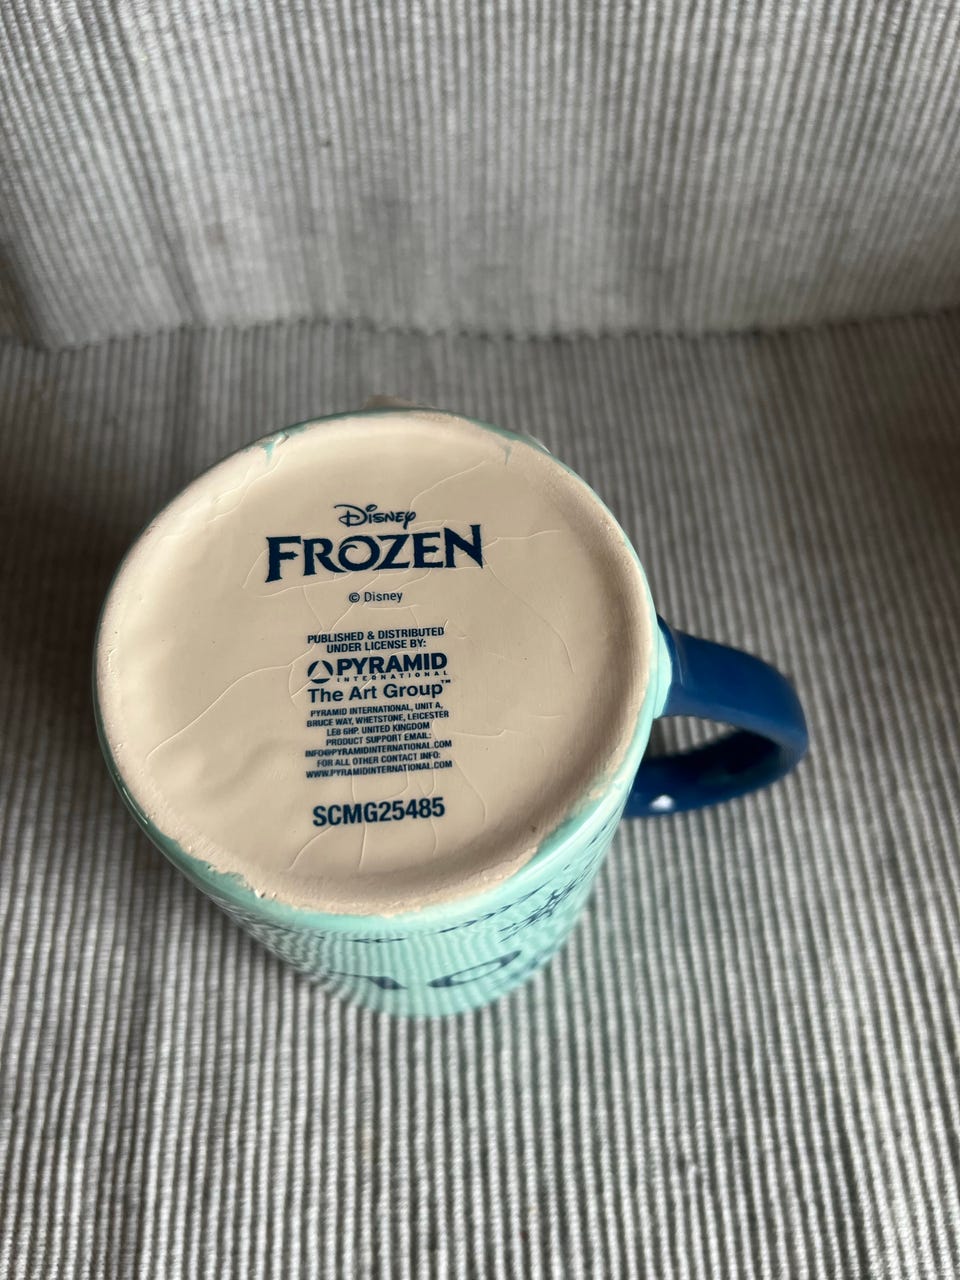 Disney
FROZEN
© Disney
PUBLISHED & DISTRIBUTED
UNDER LICENSE BY:
PYRAMID
INTERNATIONAL
The Art Group™
PYRAMID INTERNATIONAL, UNIT A,
BRUCE WAY, WHETSTONE, LEICESTER
LE8 6HP, UNITED KINGDOM
PRODUCT SUPPORT EMAIL:
INFO@PYRAMIDINTERNATIONAL.COM
FOR ALL OTHER CONTACT INFO:
WWW.PYRAMIDINTERNATIONAL.COM
SCMG25485